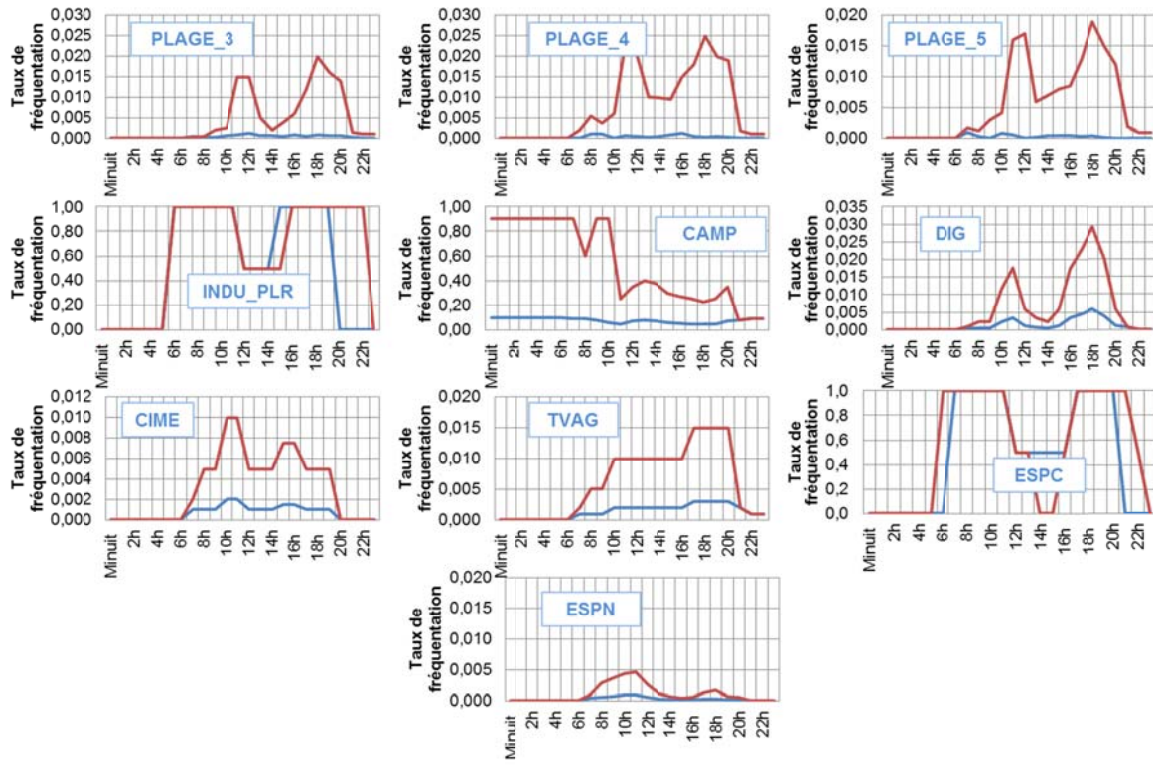 Taux de fréquentation
0,030
0,025
0,020
0,015
0,010
0,005
0,000
PLAGE_3
Minuit 2h 4h 6h 8h 10h 12h 14h 16h 18h 20h 22h
Taux de fréquentation
0,030
0,025
0,020
0,015
0,010
0,005
0,000
PLAGE_4
Minuit 2h 4h 6h 8h 10h 12h 14h 16h 18h 20h 22h
Taux de fréquentation
0,020
0,015
0,010
0,005
0,000
PLAGE_5
Minuit 2h 4h 6h 8h 10h 12h 14h 16h 18h 20h 22h
Taux de fréquentation
1,00
0,80
0,60
0,40
0,20
0,00
INDU_PLR
Minuit 2h 4h 6h 8h 10h 12h 14h 16h 18h 20h 22h
Taux de fréquentation
1,00
0,80
0,60
0,40
0,20
0,00
CAMP
Minuit 2h 4h 6h 8h 10h 12h 14h 16h 18h 20h 22h
Taux de fréquentation
0,035
0,030
0,025
0,020
0,015
0,010
0,005
0,000
DIG
Minuit 2h 4h 6h 8h 10h 12h 14h 16h 18h 20h 22h
Taux de fréquentation
0,012
0,010
0,008
0,006
0,004
0,002
0,000
CIME
Minuit 2h 4h 6h 8h 10h 12h 14h 16h 18h 20h 22h
Taux de fréquentation
0,020
0,015
0,010
0,005
0,000
TVAG
Minuit 2h 4h 6h 8h 10h 12h 14h 16h 18h 20h 22h
Taux de fréquentation
1,0
0,8
0,6
0,4
0,2
0,0
ESPC
Minuit 2h 4h 6h 8h 10h 12h 14h 16h 18h 20h 22h
Taux de fréquentation
0,020
0,015
0,010
0,005
0,000
ESPN
Minuit 2h 4h 6h 8h 10h 12h 14h 16h 18h 20h 22h